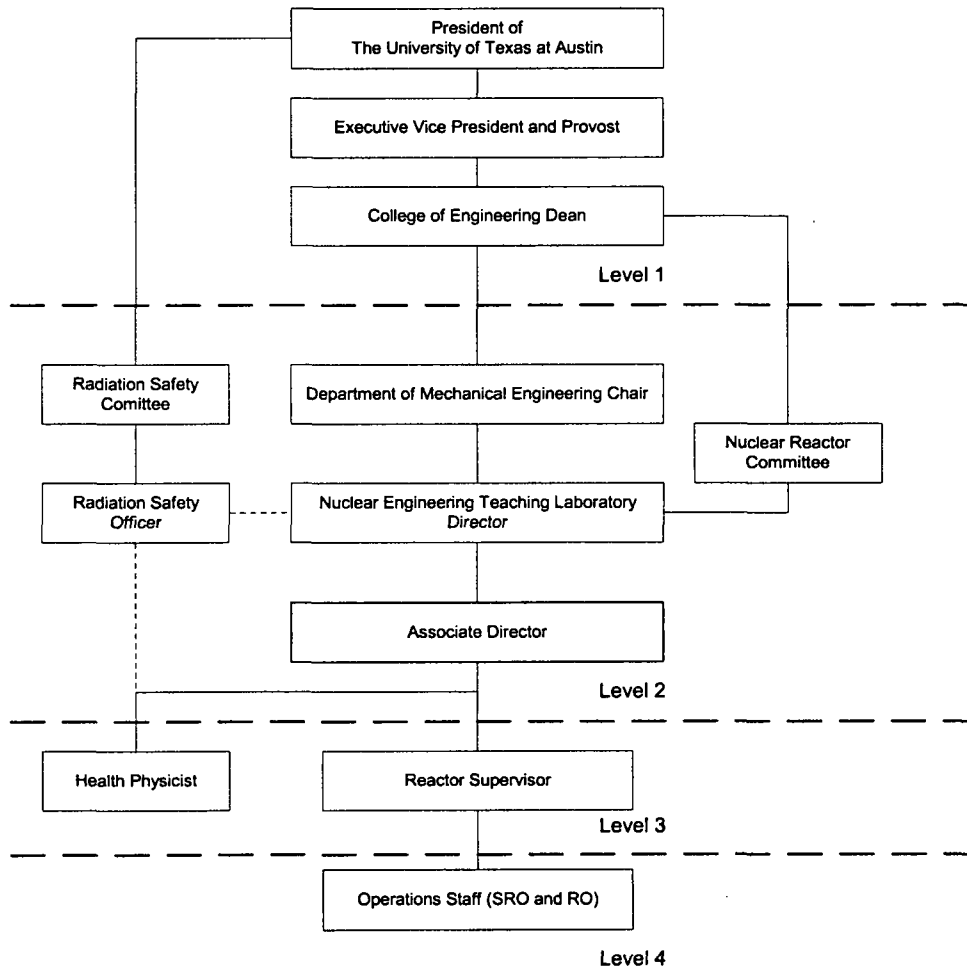 President of
The University of Texas at Austin
Executive Vice President and Provost
College of Engineering Dean
Level 1
Radiation Safety
Comittee
Department of Mechanical Engineering Chair
Nuclear Reactor
Committee
Radiation Safety
Officer
Nuclear Engineering Teaching Laboratory
Director
Associate Director
Level 2
Health Physicist
Reactor Supervisor
Level 3
Operations Staff (SRO and RO)
Level 4